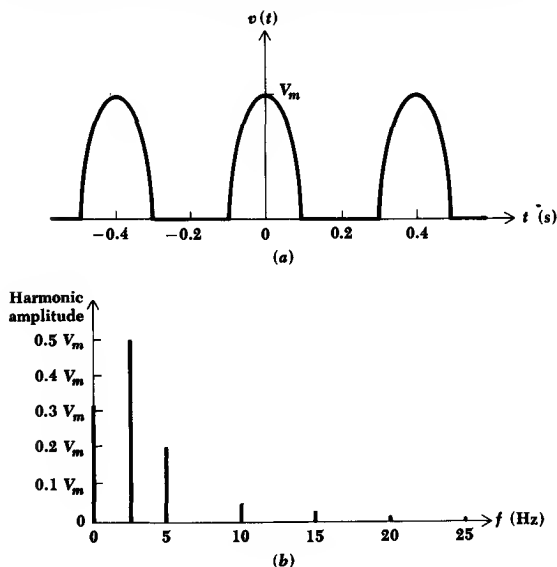 v(t)
V_m
−0.4 −0.2 0 0.2 0.4 t (s)
(a)
Harmonic
amplitude
0.5 V_m
0.4 V_m
0.3 V_m
0.2 V_m
0.1 V_m
0
0 5 10 15 20 25 f (Hz)
(b)